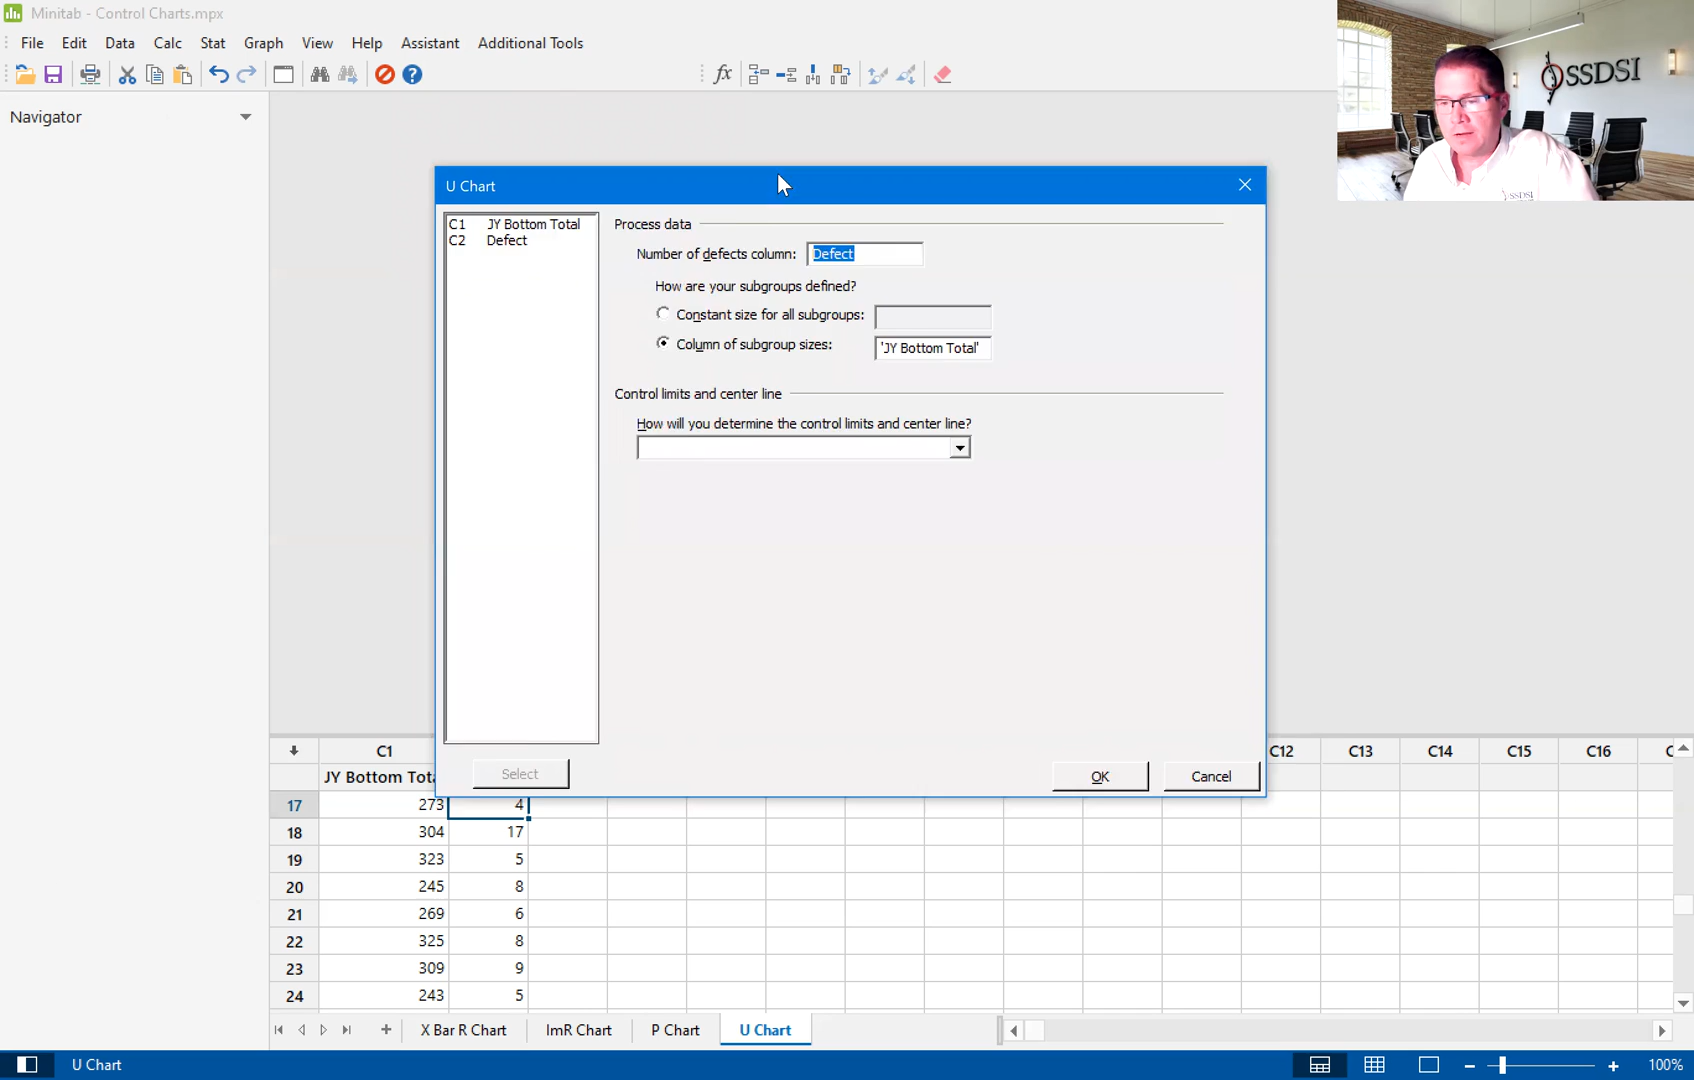 Minitab - Control Charts.mpx
File Edit Data Calc Stat Graph View Help Assistant Additional Tools
fx
SSDSI
SSDSI
Navigator
U Chart
C1 JY Bottom Total
C2 Defect
Process data
Number of defects column: Defect
How are your subgroups defined?
Constant size for all subgroups:
Column of subgroup sizes: 'JY Bottom Total'
Control limits and center line
How will you determine the control limits and center line?
Select OK Cancel
C1 C12 C13 C14 C15 C16 C
JY Bottom Tota
17 273 4
18 304 17
19 323 5
20 245 8
21 269 6
22 325 8
23 309 9
24 243 5
X Bar R Chart ImR Chart P Chart U Chart
U Chart 100%